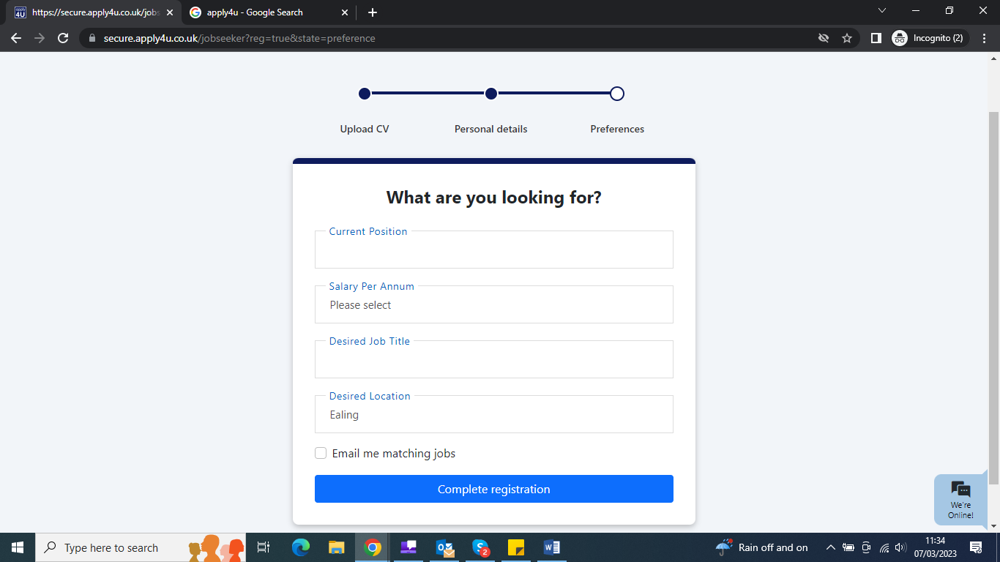 apply
4U
https://secure.apply4u.co.uk/jobs
apply4u - Google Search
secure.apply4u.co.uk/jobseeker?reg=true&state=preference
Incognito (2)
Upload CV
Personal details
Preferences
What are you looking for?
Current Position
Salary Per Annum
Please select
Desired Job Title
Desired Location
Ealing
Email me matching jobs
Complete registration
We're
Online!
Type here to search
2
Rain off and on
11:34
07/03/2023